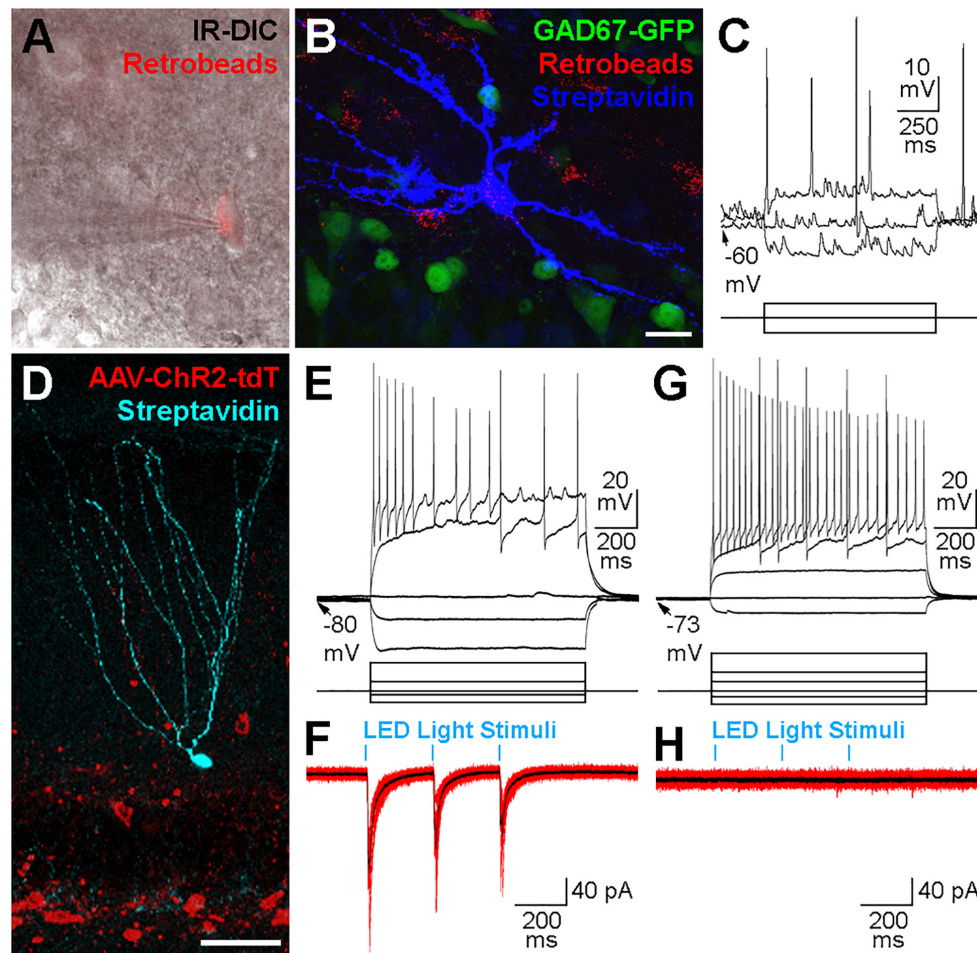 A
IR-DIC
Retrobeads
B
GAD67-GFP
Retrobeads
Streptavidin
C
10
mV
250
ms
-60
mV
D
AAV-ChR2-tdT
Streptavidin
E
20
mV
200
ms
-80
mV
F
LED Light Stimuli
40 pA
200
ms
G
20
mV
200
ms
-73
mV
H
LED Light Stimuli
40 pA
200
ms